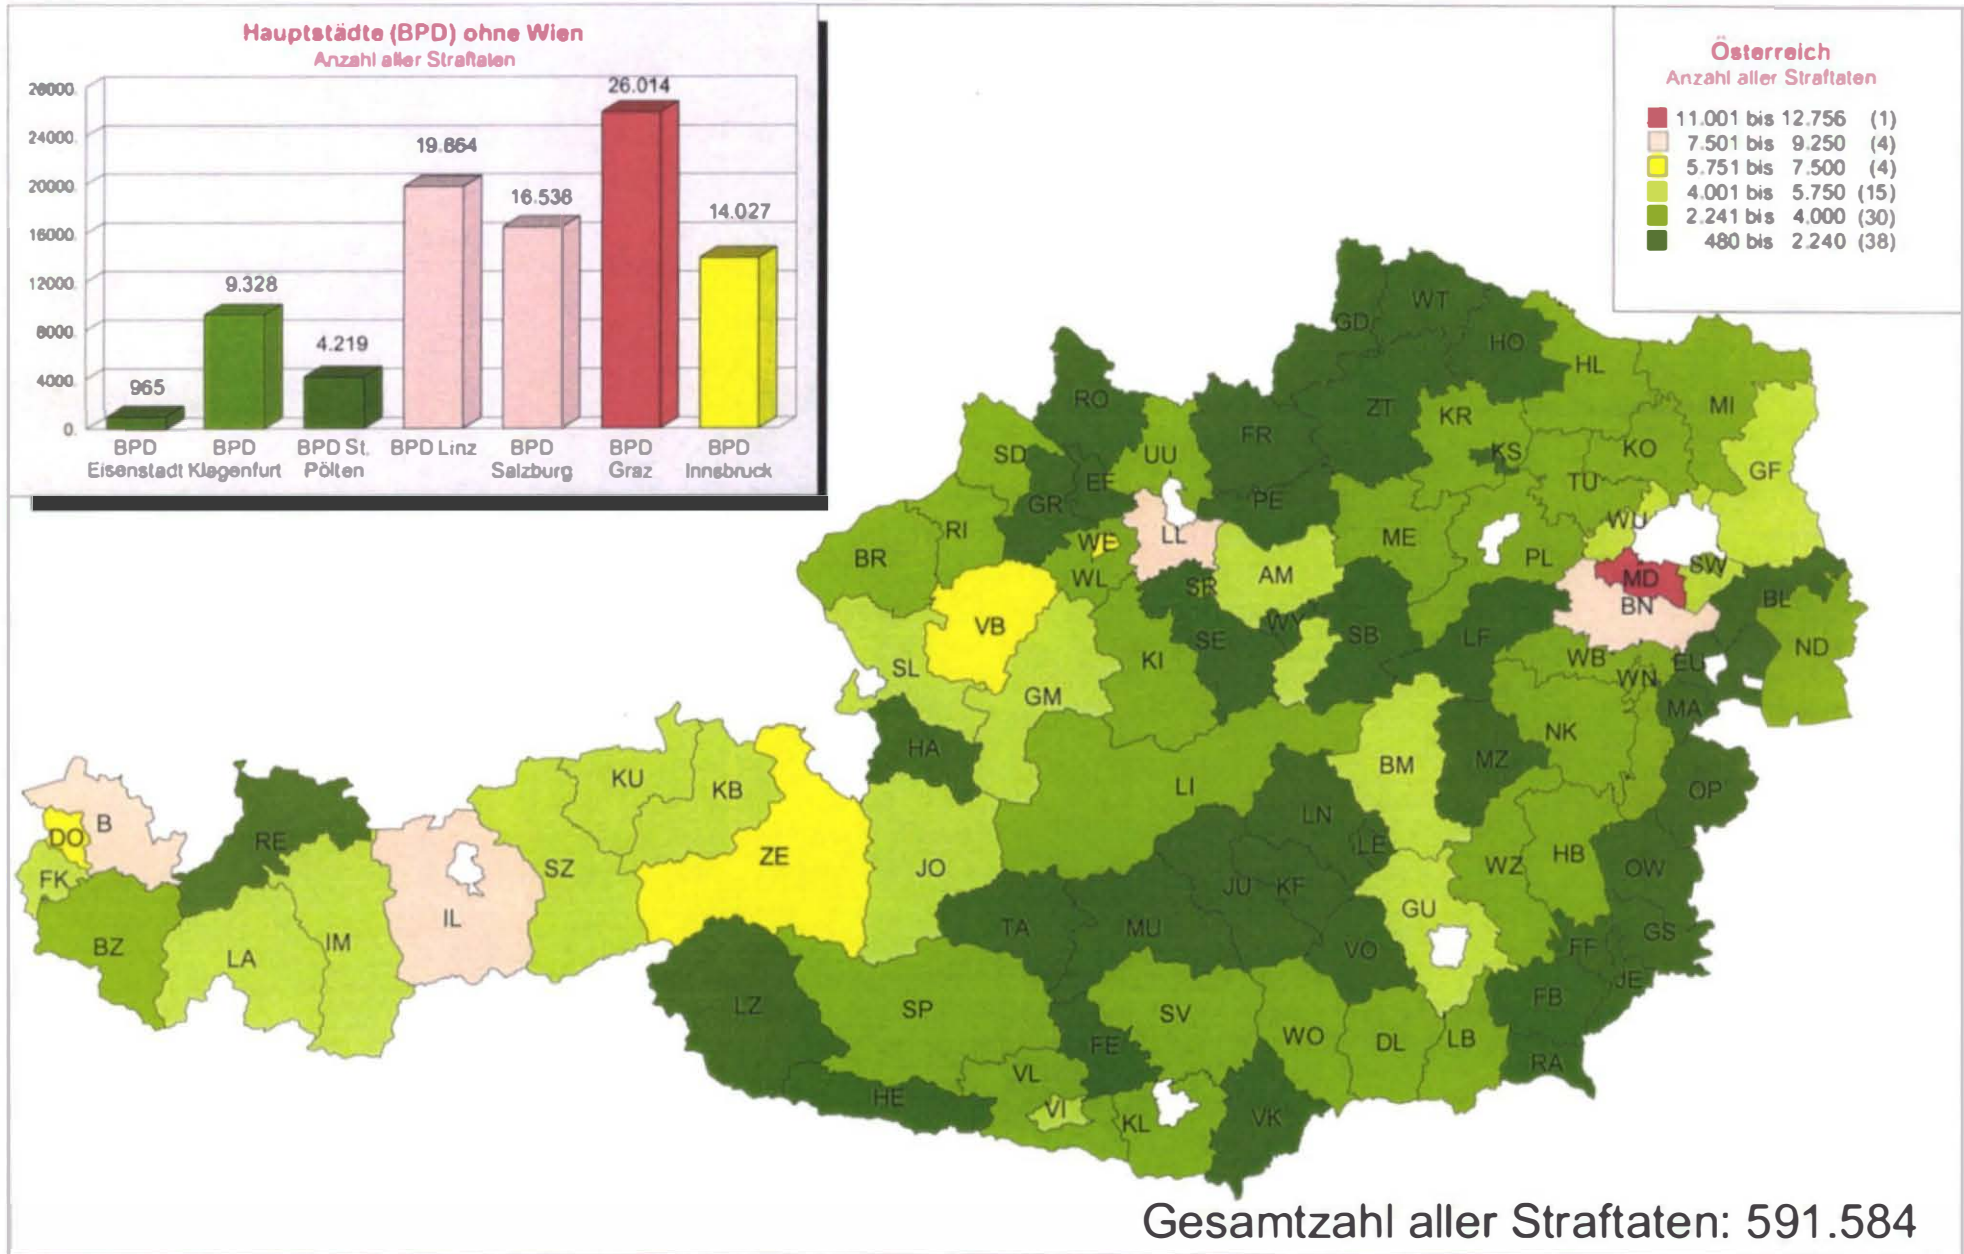 Hauptstädte (BPD) ohne Wien
Anzahl aller Straftaten
28000
24000
20000
16000
12000
8000
4000
0
965
9.328
4.219
19.864
16.538
26.014
14.027
BPD Eisenstadt
BPD Klagenfurt
BPD St. Pölten
BPD Linz
BPD Salzburg
BPD Graz
BPD Innsbruck
Österreich
Anzahl aller Straftaten
11.001 bis 12.756 (1)
7.501 bis 9.250 (4)
5.751 bis 7.500 (4)
4.001 bis 5.750 (15)
2.241 bis 4.000 (30)
480 bis 2.240 (38)
WT
GD
HO
HL
RO
ZT
KR
MI
SD
UU
FR
KS
KO
GF
EF
GR
PE
TU
RI
WE
LL
ME
WU
BR
WL
SR
AM
PL
MD
SW
BN
BL
VB
SE
WY
SB
LF
ND
SL
KI
WB
EU
GM
WN
MA
HA
NK
KU
KB
LI
BM
MZ
OP
B
DO
RE
LN
LE
FK
SZ
ZE
JO
JU
KF
WZ
HB
OW
IL
GU
BZ
LA
IM
TA
MU
VO
FF
GS
JE
LZ
SP
SV
FB
FE
WO
DL
LB
RA
VL
HE
VI
KL
VK
Gesamtzahl aller Straftaten: 591.584